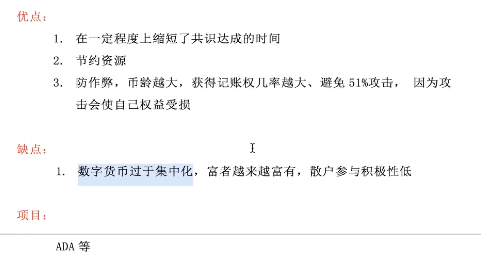 优点：
1. 在一定程度上缩短了共识达成的时间
2. 节约资源
3. 防作弊，币龄越大，获得记账权几率越大、避免 51%攻击， 因为攻
击会使自己权益受损
缺点：
1. 数字货币过于集中化，富者越来越富有，散户参与积极性低
项目：
ADA 等